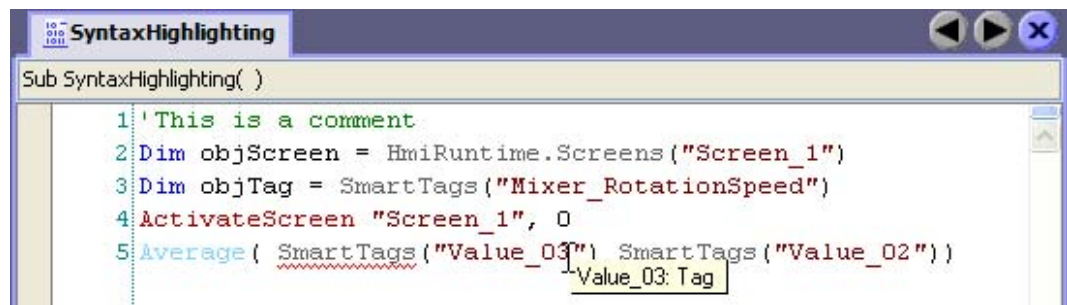 SyntaxHighlighting
Sub SyntaxHighlighting( )
1 'This is a comment
2 Dim objScreen = HmiRuntime.Screens("Screen_1")
3 Dim objTag = SmartTags("Mixer_RotationSpeed")
4 ActivateScreen "Screen_1", 0
5 Average( SmartTags("Value_03") SmartTags("Value_02"))
Value_03: Tag